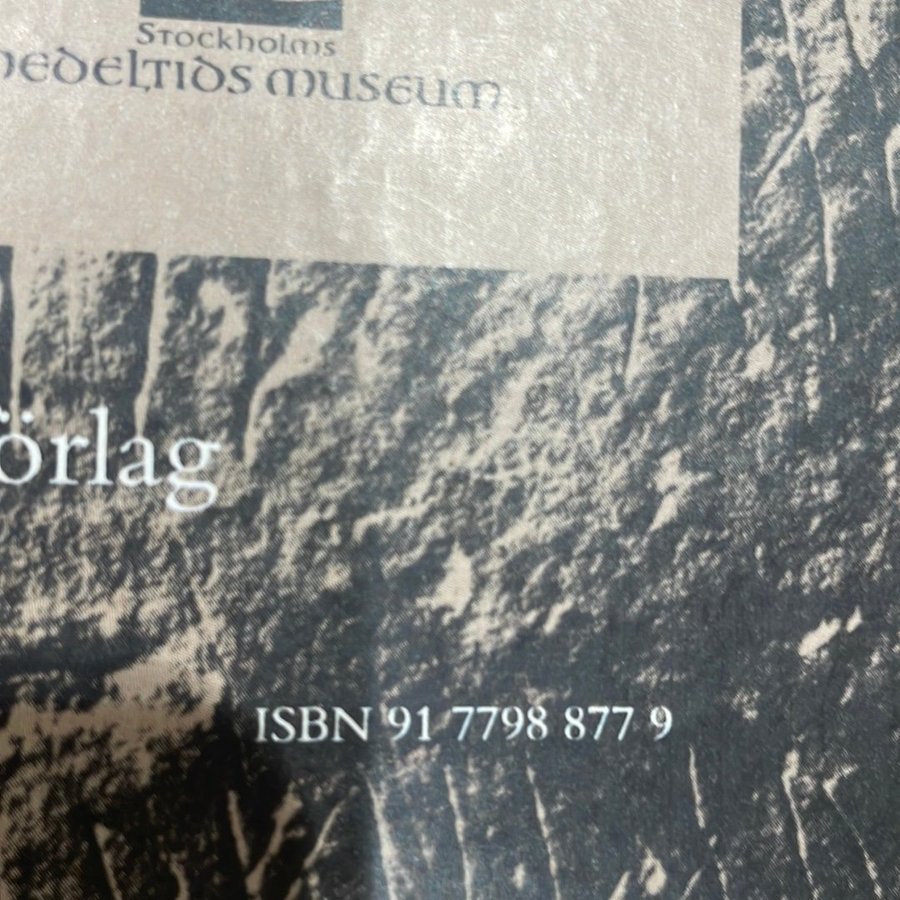 Stockholms
medeltids museum
förlag
ISBN 91 7798 877 9